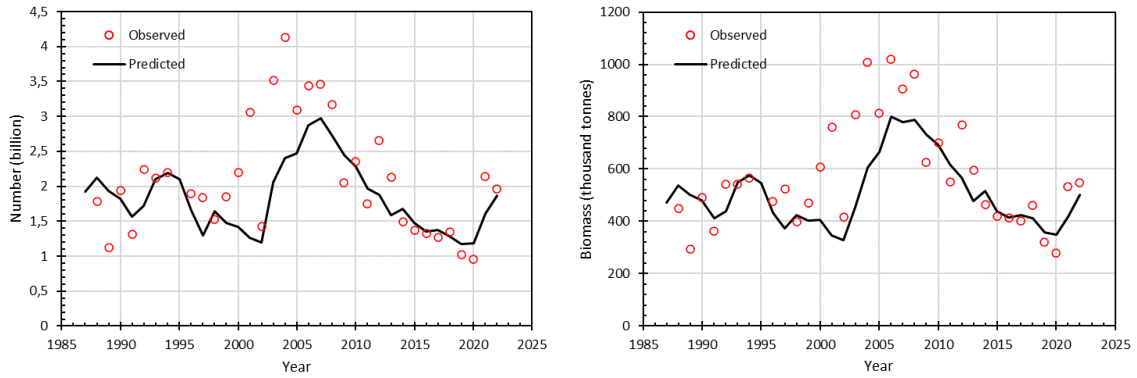 4,5
4
3,5
3
2,5
2
1,5
1
0,5
0
Number (billion)
Observed
Predicted
1985 1990 1995 2000 2005 2010 2015 2020 2025
Year
1200
1000
800
600
400
200
0
Biomass (thousand tonnes)
Observed
Predicted
1985 1990 1995 2000 2005 2010 2015 2020 2025
Year